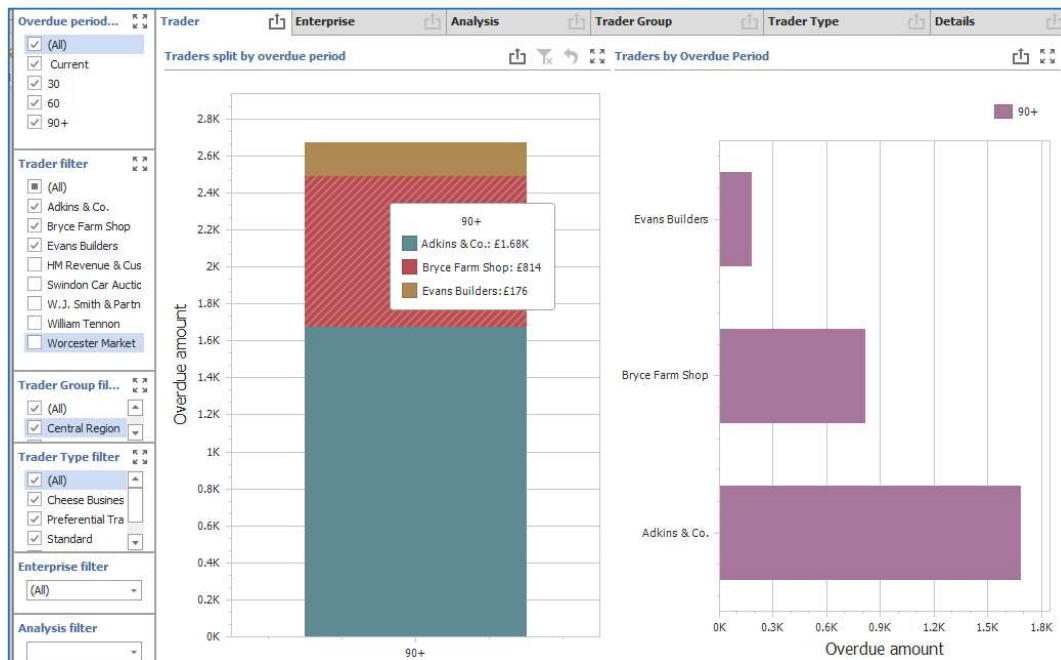 Overdue period...
(All)
Current
30
60
90+
Trader filter
(All)
Adkins & Co.
Bryce Farm Shop
Evans Builders
HM Revenue & Cus
Swindon Car Auctic
W.J. Smith & Partn
William Tennon
Worcester Market
Trader Group fil...
(All)
Central Region
Trader Type filter
(All)
Cheese Busines
Preferential Tra
Standard
Enterprise filter
(All)
Analysis filter
Trader Enterprise Analysis Trader Group Trader Type Details
Traders split by overdue period
Overdue amount
2.8K
2.6K
2.4K
2.2K
2K
1.8K
1.6K
1.4K
1.2K
1K
0.8K
0.6K
0.4K
0.2K
0K
90+
90+
Adkins & Co.: £1.68K
Bryce Farm Shop: £814
Evans Builders: £176
Traders by Overdue Period
90+
Evans Builders
Bryce Farm Shop
Adkins & Co.
0K 0.3K 0.6K 0.9K 1.2K 1.5K 1.8K
Overdue amount